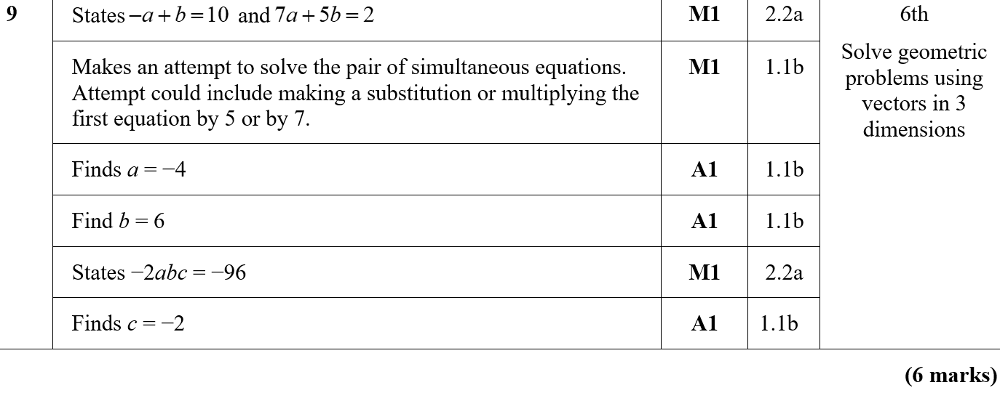 9 States −a + b = 10 and 7a + 5b = 2 M1 2.2a 6th
Solve geometric problems using vectors in 3 dimensions
Makes an attempt to solve the pair of simultaneous equations. M1 1.1b
Attempt could include making a substitution or multiplying the
first equation by 5 or by 7.
Finds a = −4 A1 1.1b
Find b = 6 A1 1.1b
States −2abc = −96 M1 2.2a
Finds c = −2 A1 1.1b
(6 marks)